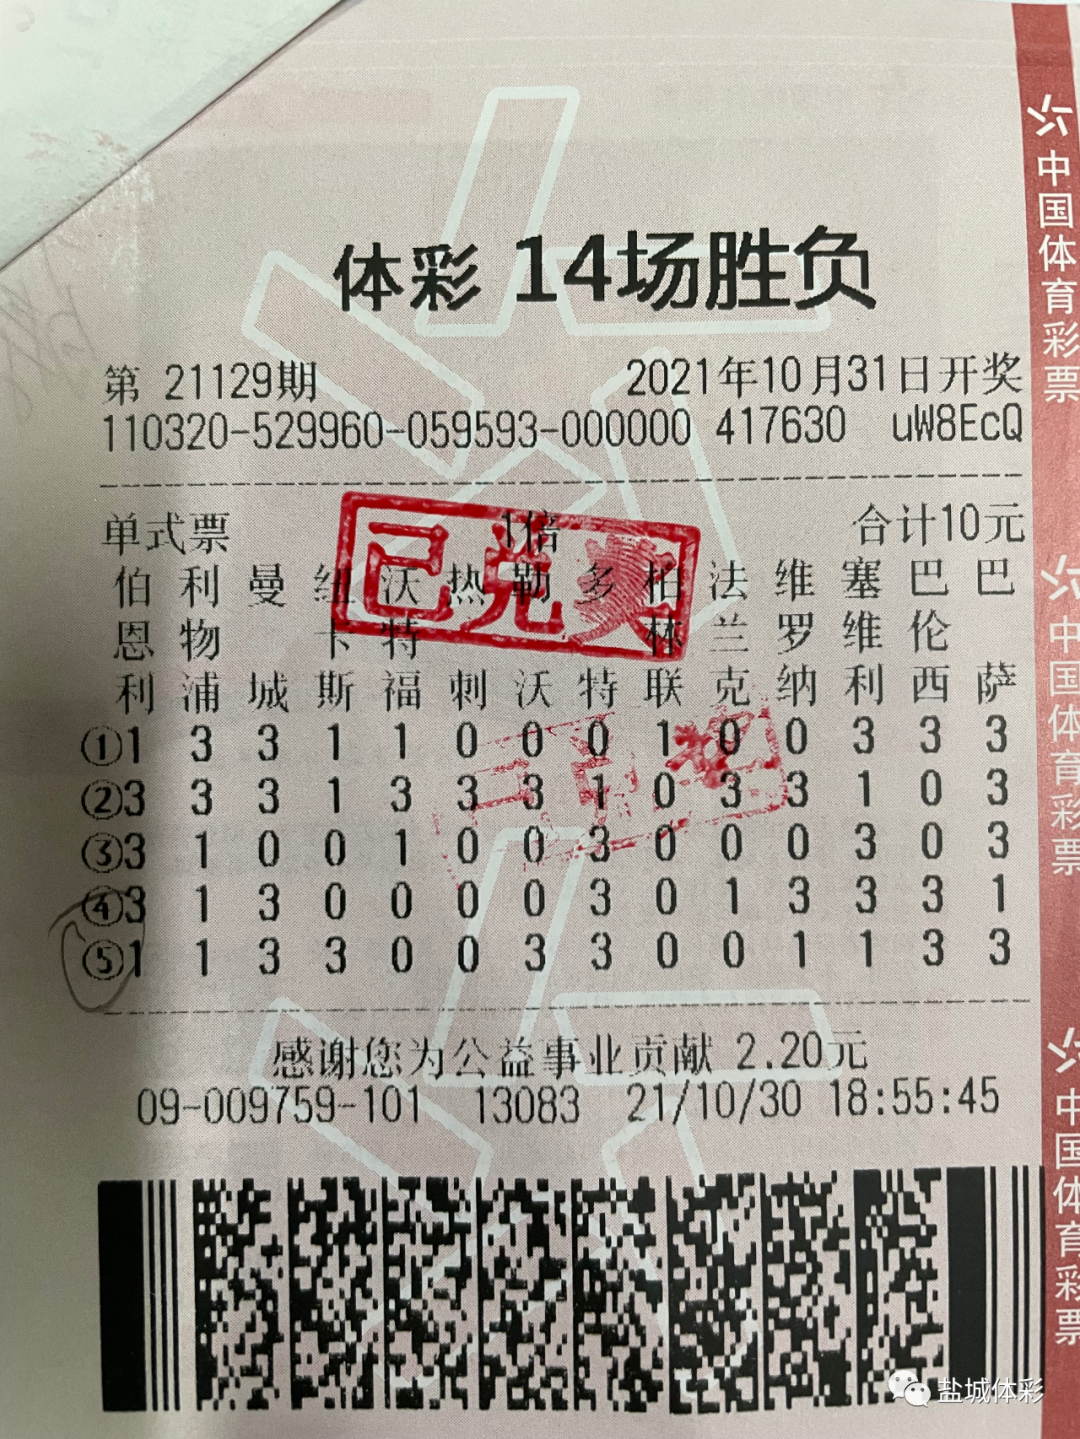 体彩 14场胜负
第 21129期 2021年10月31日开奖
110320-529960-059593-000000 417630 uW8EcQ
单式票 1倍 合计10元
伯 利 曼 纽 沃 热 勒 多 柏 法 维 塞 巴 巴
恩 物 卡 特 林 兰 罗 维 伦
利 浦 城 斯 福 刺 沃 特 联 克 纳 利 西 萨
①1 3 3 1 1 0 0 0 1 0 0 3 3 3
②3 3 3 1 3 3 3 1 0 3 3 1 0 3
③3 1 0 0 1 0 0 3 0 0 0 3 0 3
④3 1 3 0 0 0 0 3 0 1 3 3 3 1
⑤1 1 3 3 0 0 3 3 0 0 1 1 3 3
感谢您为公益事业贡献 2.20元
09-009759-101 13083 21/10/30 18:55:45
已兑奖
中国体育彩票
中国体育彩票
中国体育彩票
盐城体彩